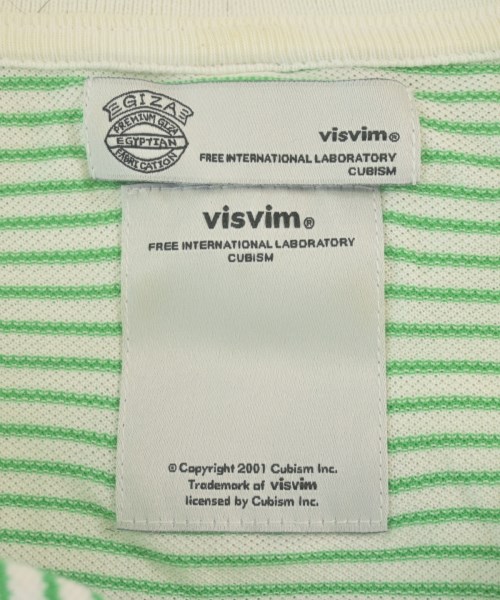 GIZA
PREMIUM GIZA
EGYPTIAN
FABRICATION
visvim®
FREE INTERNATIONAL LABORATORY
CUBISM
visvim®
FREE INTERNATIONAL LABORATORY
CUBISM
© Copyright 2001 Cubism Inc.
Trademark of visvim
licensed by Cubism Inc.